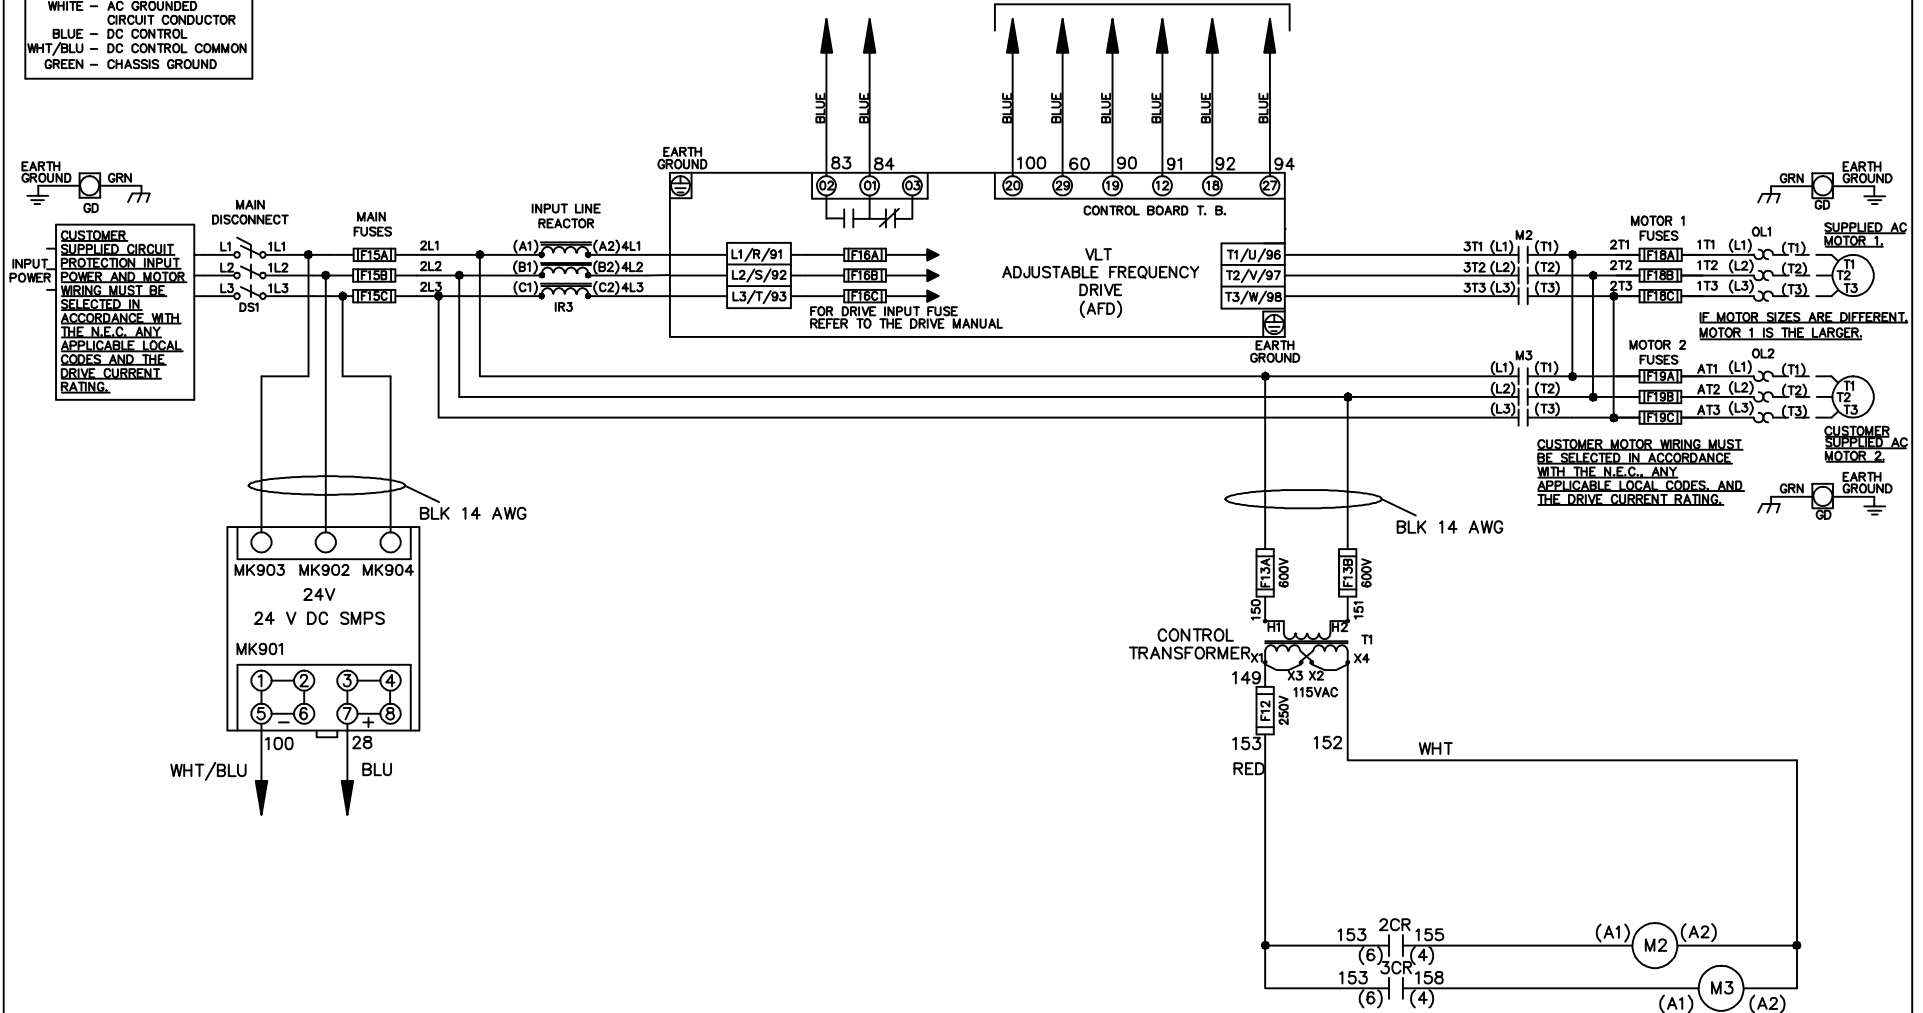 WHITE – AC GROUNDED
CIRCUIT CONDUCTOR
BLUE – DC CONTROL
WHT/BLU – DC CONTROL COMMON
GREEN – CHASSIS GROUND
BLUE
BLUE
BLUE
BLUE
BLUE
BLUE
BLUE
BLUE
EARTH
GROUND
83
84
100
60
90
91
92
94
02
01
03
20
29
19
12
18
27
CONTROL BOARD T. B.
EARTH
GROUND
GRN
GD
MAIN
DISCONNECT
MAIN
FUSES
INPUT LINE
REACTOR
INPUT
POWER
CUSTOMER
SUPPLIED CIRCUIT
PROTECTION INPUT
POWER AND MOTOR
WIRING MUST BE
SELECTED IN
ACCORDANCE WITH
THE N.E.C. ANY
APPLICABLE LOCAL
CODES AND THE
DRIVE CURRENT
RATING.
L1 1L1 F15A 2L1 (A1) (A2) 4L1 L1/R/91 F16A
L2 1L2 F15B 2L2 (B1) (B2) 4L2 L2/S/92 F16B
L3 1L3 F15C 2L3 (C1) (C2) 4L3 L3/T/93 F16C
DS1
IR3
FOR DRIVE INPUT FUSE
REFER TO THE DRIVE MANUAL
VLT
ADJUSTABLE FREQUENCY
DRIVE
(AFD)
T1/U/96
T2/V/97
T3/W/98
EARTH
GROUND
GRN
GD
EARTH
GROUND
MOTOR 1
FUSES
M2
OL1
SUPPLIED AC
MOTOR 1.
3T1 (L1) (T1) 2T1 F18A 1T1 (L1) (T1) T1
3T2 (L2) (T2) 2T2 F18B 1T2 (L2) (T2) T2
3T3 (L3) (T3) 2T3 F18C 1T3 (L3) (T3) T3
IF MOTOR SIZES ARE DIFFERENT,
MOTOR 1 IS THE LARGER.
MOTOR 2
FUSES
M3
OL2
(L1) (T1) F19A AT1 (L1) (T1) T1
(L2) (T2) F19B AT2 (L2) (T2) T2
(L3) (T3) F19C AT3 (L3) (T3) T3
CUSTOMER
SUPPLIED AC
MOTOR 2.
CUSTOMER MOTOR WIRING MUST
BE SELECTED IN ACCORDANCE
WITH THE N.E.C., ANY
APPLICABLE LOCAL CODES, AND
THE DRIVE CURRENT RATING.
GRN
GD
EARTH
GROUND
BLK 14 AWG
MK903 MK902 MK904
24V
24 V DC SMPS
MK901
1 2 3 4
5 – 6 7 + 8
100
28
WHT/BLU
BLU
BLK 14 AWG
F13A
600V
F13B
600V
150
151
H1
H2
T1
CONTROL
TRANSFORMER
X1
X4
X3 X2
115VAC
149
F12
250V
153
152
RED
WHT
2CR
153 155
(6) (4)
(A1) M2 (A2)
3CR
153 158
(6) (4)
M3
(A1) (A2)